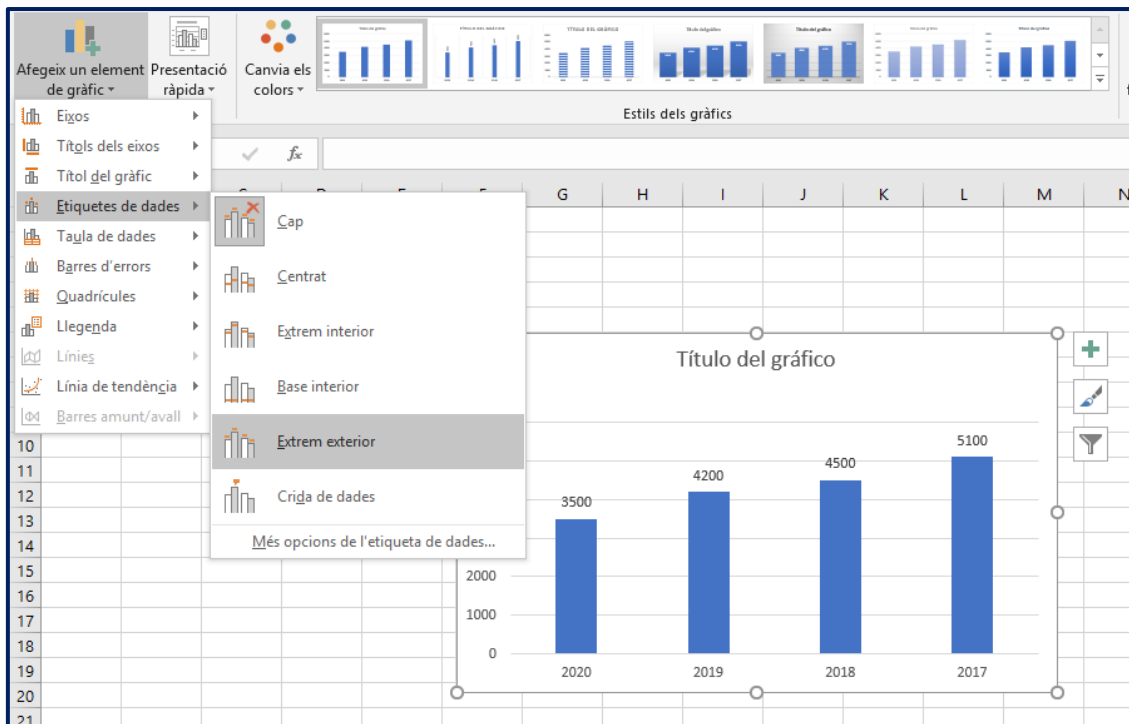 Afegeix un element
de gràfic
Presentació
ràpida
Canvia els
colors
TÍTULO DEL GRÁFICO
Estils dels gràfics
Eixos
Títols dels eixos
Títol del gràfic
Etiquetes de dades
Taula de dades
Barres d'errors
Quadrícules
Llegenda
Línies
Línia de tendència
Barres amunt/avall
fx
Cap
Centrat
Extrem interior
Base interior
Extrem exterior
Crida de dades
Més opcions de l'etiqueta de dades...
G H I J K L M N
10
11
12
13
14
15
16
17
18
19
20
21
Título del gráfico
3500
4200
4500
5100
2000
1000
0
2020 2019 2018 2017